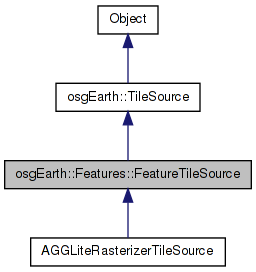 Object
osgEarth::TileSource
osgEarth::Features::FeatureTileSource
AGGLiteRasterizerTileSource